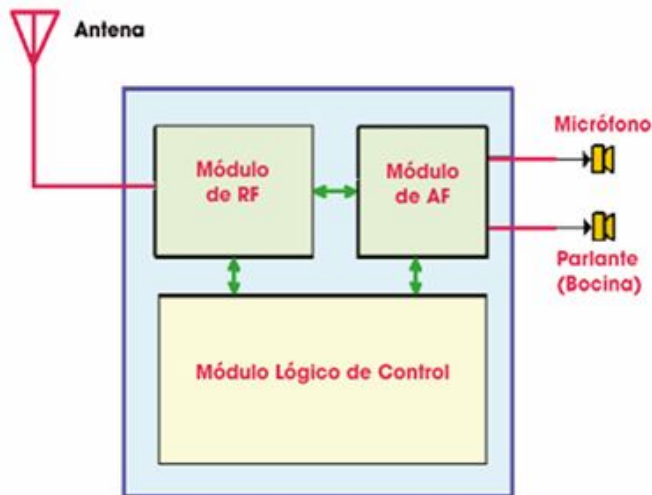 Antena
Micrófono
Módulo
de RF
Módulo
de AF
Parlante
(Bocina)
Módulo Lógico de Control